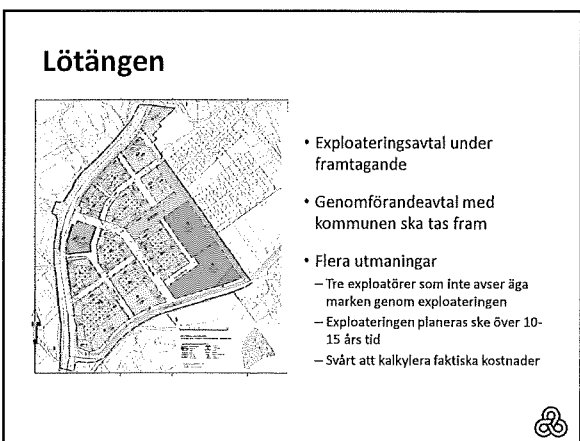 Lötängen
• Exploateringsavtal under
framtagande
• Genomförandeavtal med
kommunen ska tas fram
• Flera utmaningar
– Tre exploatörer som inte avser äga
marken genom exploateringen
– Exploateringen planeras ske över 10-
15 års tid
– Svårt att kalkylera faktiska kostnader